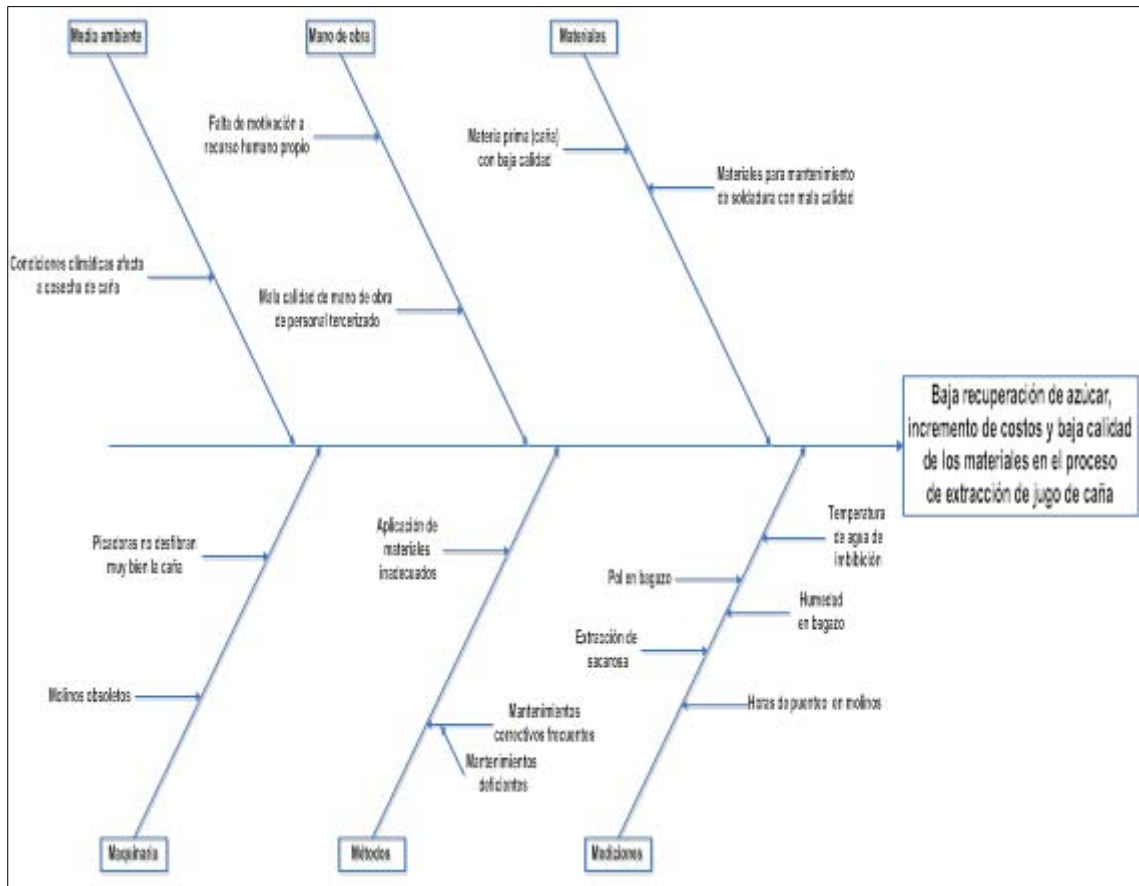 Medio ambiente
Mano de obra
Materiales
Falta de motivación a
recurso humano propio
Materia prima (caña)
con baja calidad
Materiales para mantenimiento
de soldadura con mala calidad
Condiciones climáticas afecta
a cosecha de caña
Mala calidad de mano de obra
de personal tercerizado
Baja recuperación de azúcar,
incremento de costos y baja calidad
de los materiales en el proceso
de extracción de jugo de caña
Picadoras no desfibran
muy bien la caña
Aplicación de
materiales
inadecuados
Temperatura
de agua de
imbibición
Pol en bagazo
Humedad
en bagazo
Extracción de
sacarosa
Molinos obsoletos
Horas de puenteo en molinos
Mantenimientos
correctivos frecuentes
Mantenimientos
deficientes
Maquinaria
Métodos
Mediciones